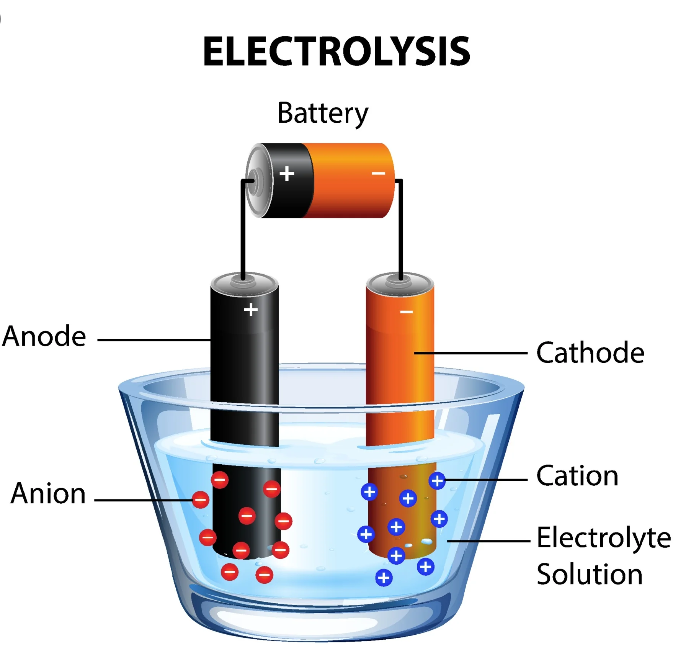 ELECTROLYSIS
Battery
+ −
+ −
Anode
Cathode
Anion
Cation
Electrolyte
Solution